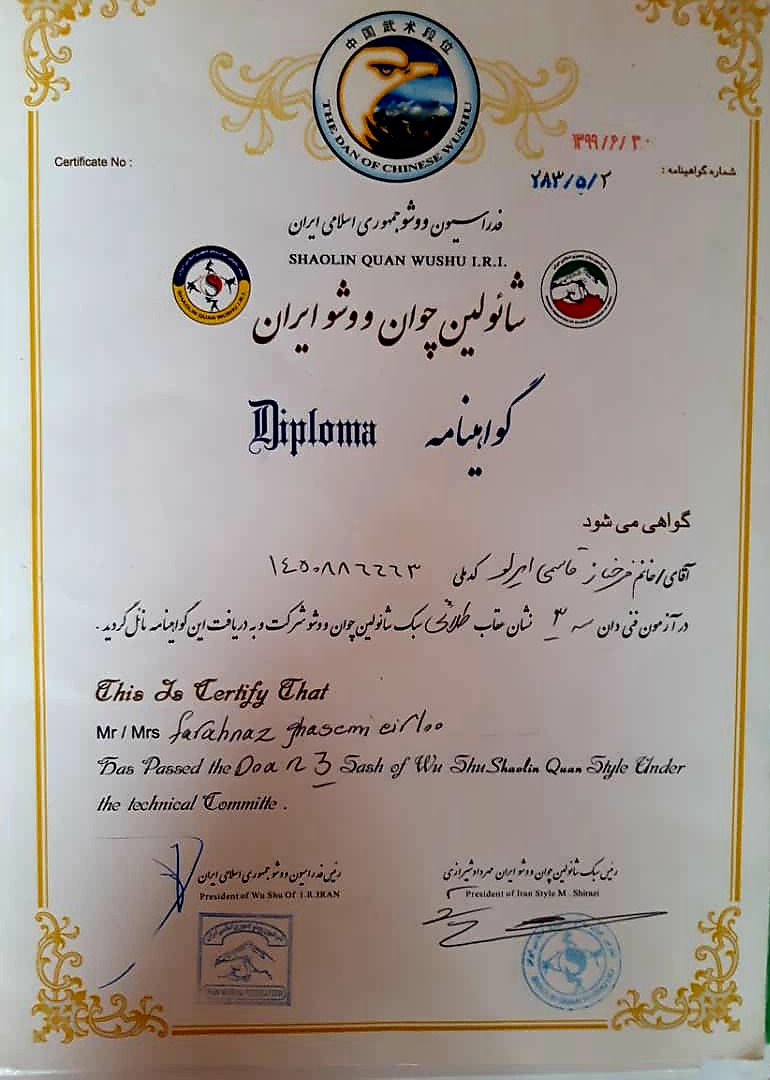 中国武术段位
THE DAN OF CHINESE WUSHU
۱۳۹۹/۶/۳۰
Certificate No :
شماره گواهینامه :
۲۸۳/۵/۲
فدراسیون ووشو جمهوری اسلامی ایران
SHAOLIN QUAN WUSHU I.R.I.
SHAOLIN QUAN WUSHU I.R.I.
شائولین چوان ووشو ایران
Diploma گواهینامه
گواهی می شود
آقای/خانم فرحناز قاسمی ایرلو کدملی ۱۴۵۰۸۸۶۶۶۳
در آزمون فنی دان سه ۳ نشان عقاب طلائی سبک شائولین چوان ووشو شرکت و به دریافت این گواهینامه نائل گردید .
This Is Certify That
Mr / Mrs farahnaz ghasemi eirloo
Has Passed the Doan 3 Sash of Wu Shu Shaolin Quan Style Under
the technical Committe .
رئیس فدراسیون ووشو جمهوری اسلامی ایران
President of Wu Shu Of I.R.IRAN
رئیس سبک شائولین چوان ووشو ایران مهرداد شیرازی
President of Iran Style M . Shirazi